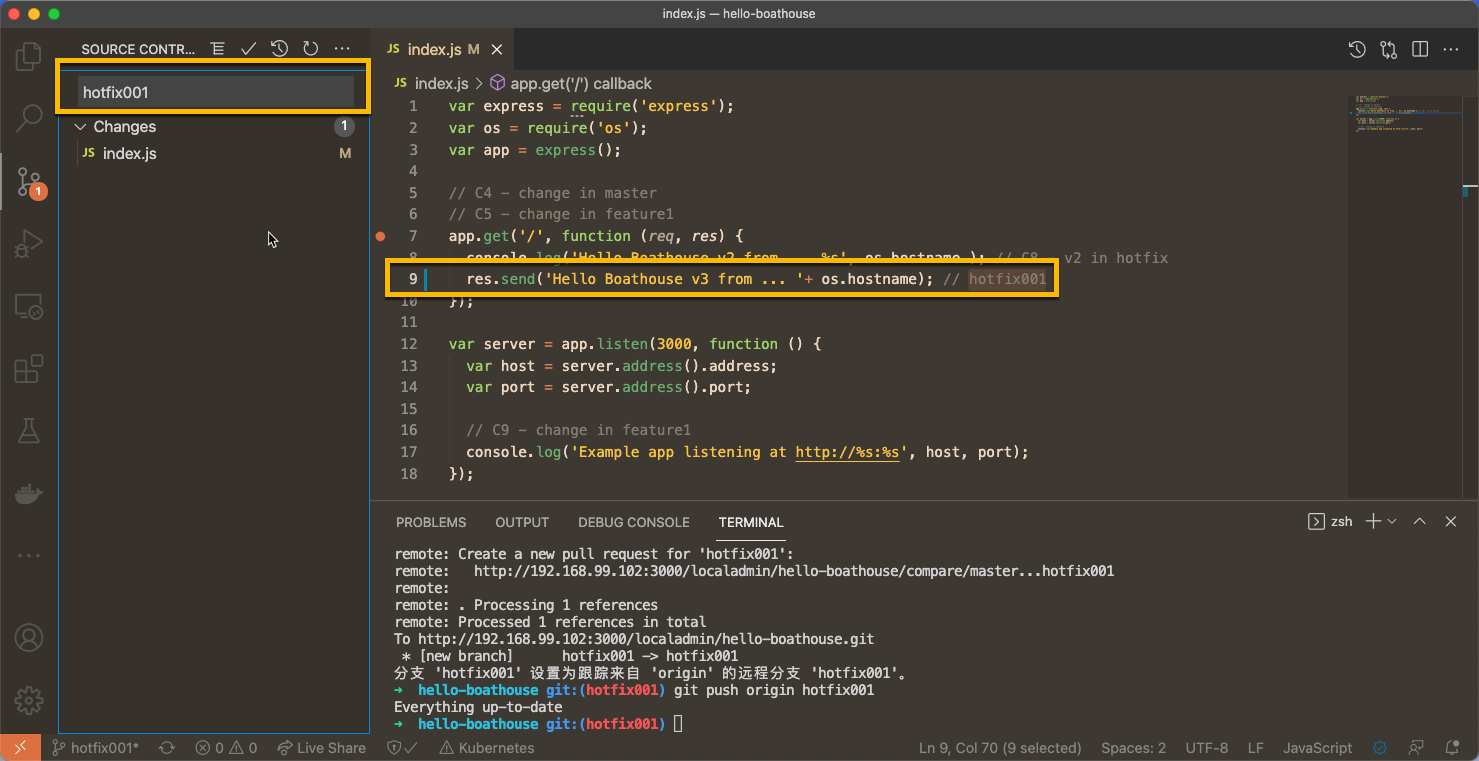 index.js — hello-boathouse
SOURCE CONTR...
JS index.js M
hotfix001
JS index.js > app.get('/') callback
Changes 1
JS index.js M
1
1 var express = require('express');
2 var os = require('os');
3 var app = express();
4
5 // C4 - change in master
6 // C5 - change in feature1
7 app.get('/', function (req, res) {
8 console.log('Hello Boathouse v2 from ... %s', os.hostname ); // C8 - v2 in hotfix
9 res.send('Hello Boathouse v3 from ... '+ os.hostname); // hotfix001
10 });
11
12 var server = app.listen(3000, function () {
13 var host = server.address().address;
14 var port = server.address().port;
15
16 // C9 - change in feature1
17 console.log('Example app listening at http://%s:%s', host, port);
18 });
PROBLEMS OUTPUT DEBUG CONSOLE TERMINAL zsh
remote: Create a new pull request for 'hotfix001':
remote:   http://192.168.99.102:3000/localadmin/hello-boathouse/compare/master...hotfix001
remote:
remote: . Processing 1 references
remote: Processed 1 references in total
To http://192.168.99.102:3000/localadmin/hello-boathouse.git
* [new branch] hotfix001 -> hotfix001
分支 'hotfix001' 设置为跟踪来自 'origin' 的远程分支 'hotfix001'。
➜ hello-boathouse git:(hotfix001) git push origin hotfix001
Everything up-to-date
➜ hello-boathouse git:(hotfix001)
hotfix001* 0 0 Live Share Kubernetes Ln 9, Col 70 (9 selected) Spaces: 2 UTF-8 LF JavaScript